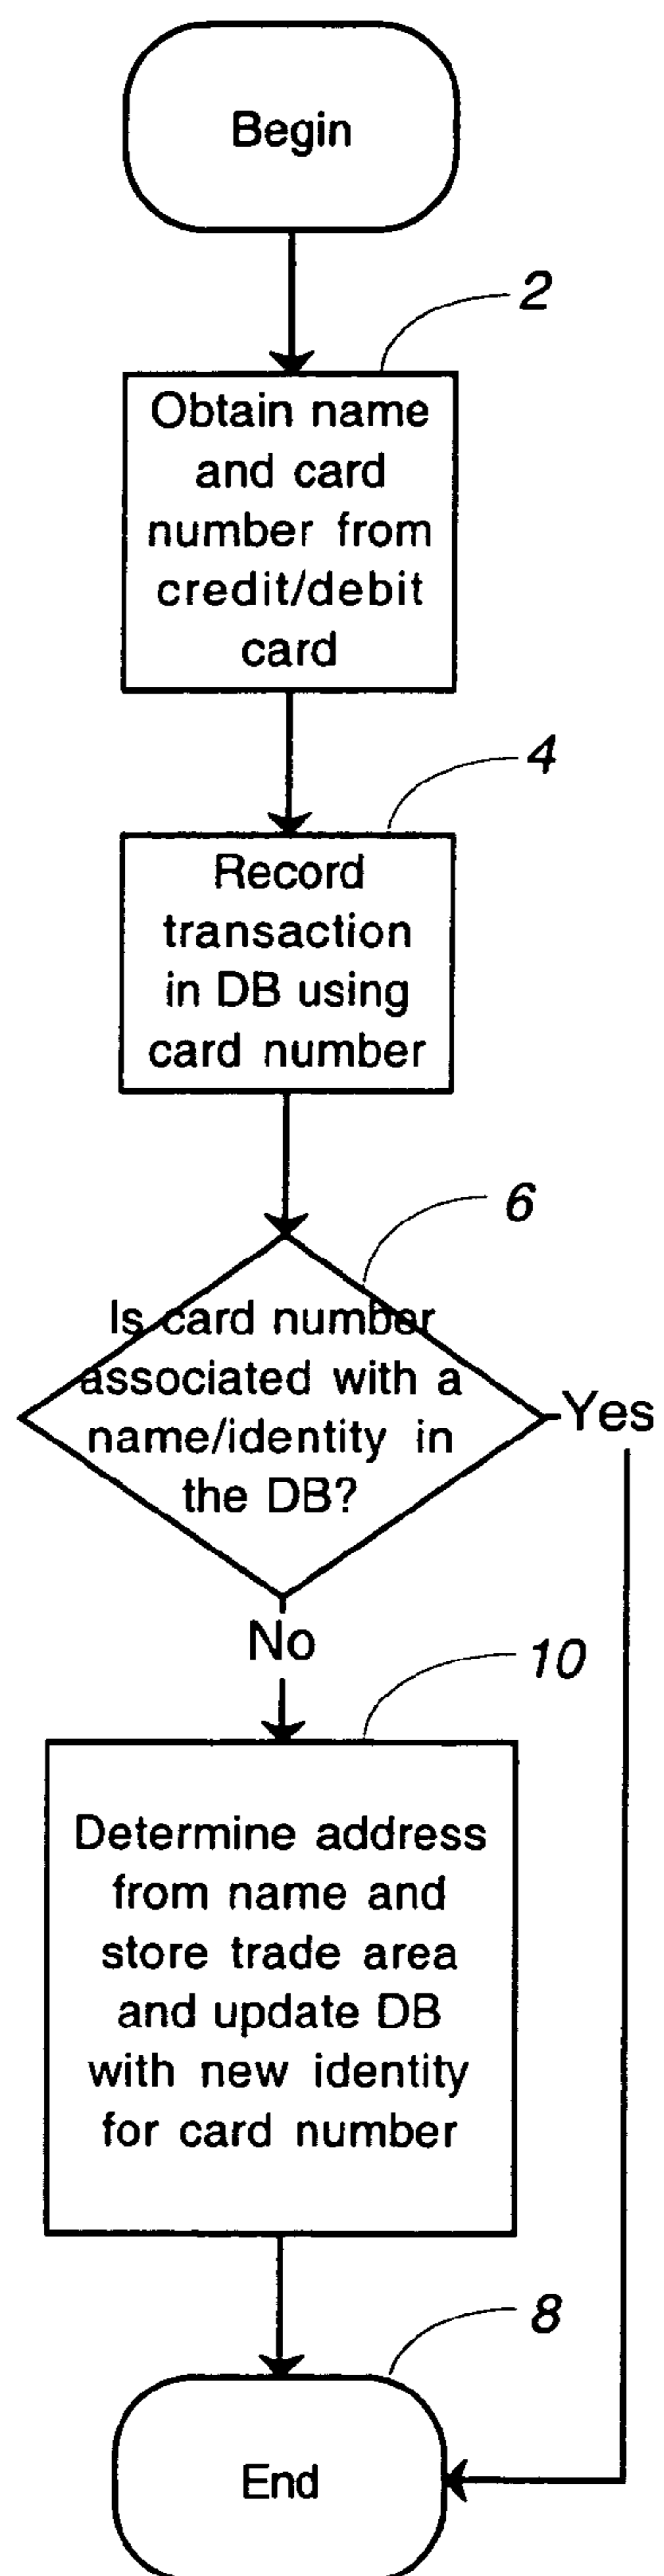 Begin
2
Obtain name
and card
number from
credit/debit
card
4
Record
transaction
in DB using
card number
6
Is card number
associated with a
name/identity in
the DB?
Yes
No
10
Determine address
from name and
store trade area
and update DB
with new identity
for card number
8
End